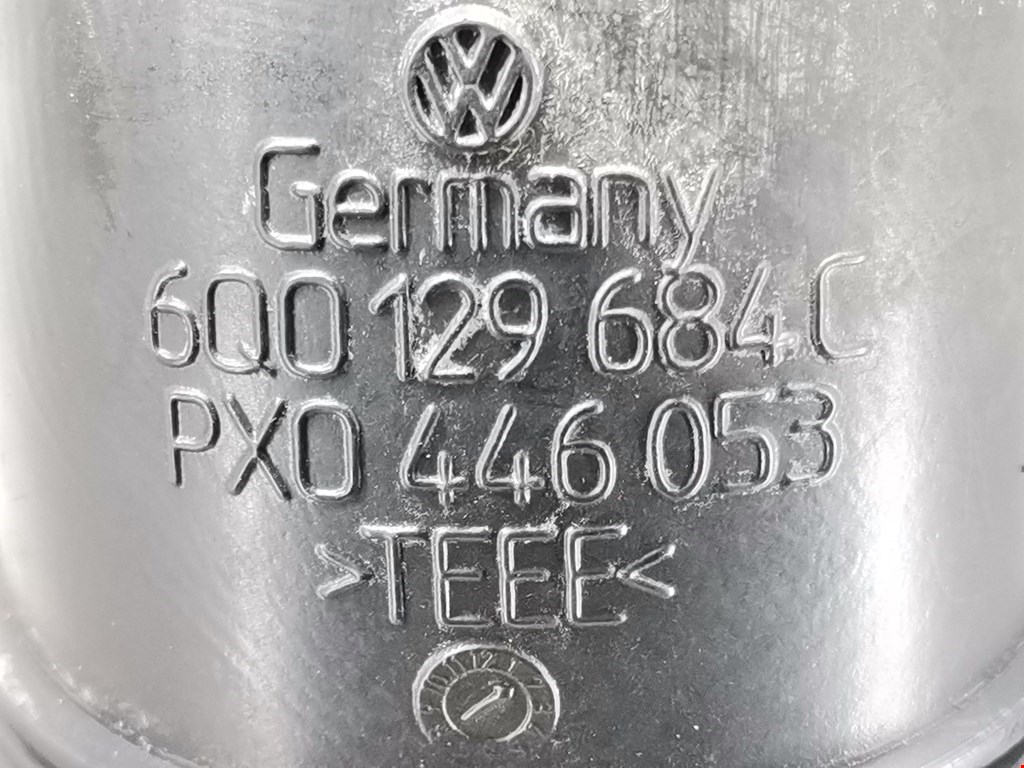 Germany
6Q0 129 684 C
PX0 446 053
>TEEE<